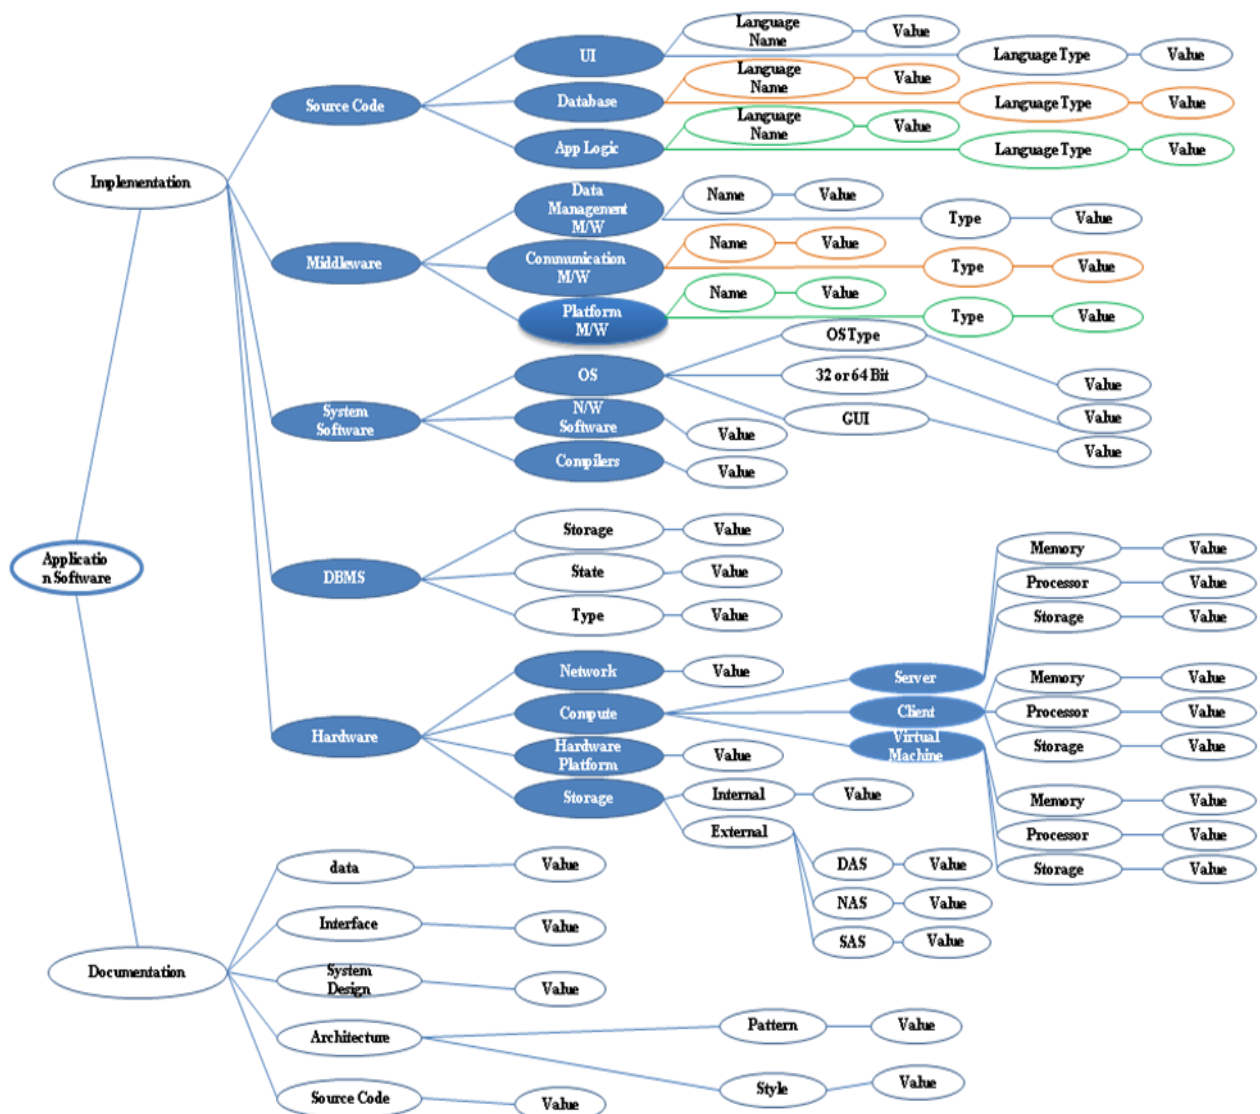 Language
Name
Value
UI
Language Type
Value
Language
Name
Value
Source Code
Database
Language Type
Value
Language
Name
Value
App Logic
Language Type
Value
Implementation
Data
Management
M/W
Name
Value
Type
Value
Middleware
Communication
M/W
Name
Value
Type
Value
Platform
M/W
Name
Value
Type
Value
OS Type
OS
32 or 64 Bit
Value
System
Software
N/W
Software
GUI
Value
Value
Value
Compilers
Value
Storage
Value
Applicatio
n Software
DBMS
State
Value
Type
Value
Memory
Value
Processor
Value
Storage
Value
Network
Value
Server
Memory
Value
Hardware
Compute
Client
Processor
Value
Hardware
Platform
Value
Virtual
Machine
Storage
Value
Storage
Internal
Value
Memory
Value
External
Processor
Value
DAS
Value
Storage
Value
NAS
Value
SAS
Value
data
Value
Interface
Value
Documentation
System
Design
Value
Architecture
Pattern
Value
Style
Value
Source Code
Value